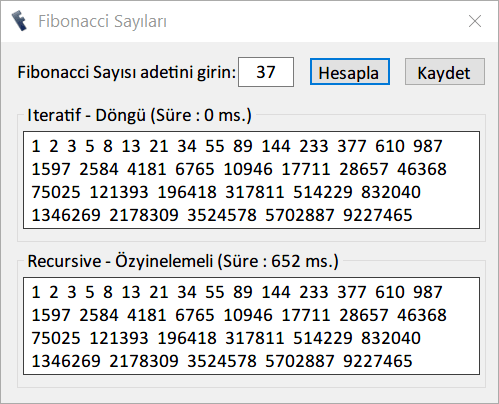 Fibonacci Sayıları
Fibonacci Sayısı adetini girin: 37 Hesapla Kaydet
Iteratif - Döngü (Süre : 0 ms.)
1 2 3 5 8 13 21 34 55 89 144 233 377 610 987
1597 2584 4181 6765 10946 17711 28657 46368
75025 121393 196418 317811 514229 832040
1346269 2178309 3524578 5702887 9227465
Recursive - Özyinelemeli (Süre : 652 ms.)
1 2 3 5 8 13 21 34 55 89 144 233 377 610 987
1597 2584 4181 6765 10946 17711 28657 46368
75025 121393 196418 317811 514229 832040
1346269 2178309 3524578 5702887 9227465